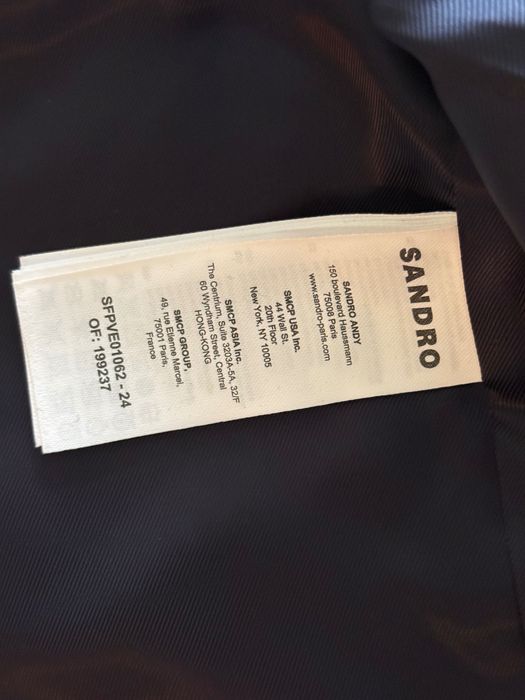 SANDRO
SANDRO ANDY
150 boulevard Haussmann
75008 Paris
www.sandro-paris.com
SMCP USA Inc.
44 Wall St.
20th Floor
New York, NY 10005
SMCP ASIA Inc.
The Centrium, Suite 3203A-5A, 32/F
60 Wyndham Street, Central
HONG-KONG
SMCP GROUP,
49, rue Etienne Marcel,
75001 Paris,
France
SFPVE01062 - 24
OF: 199237